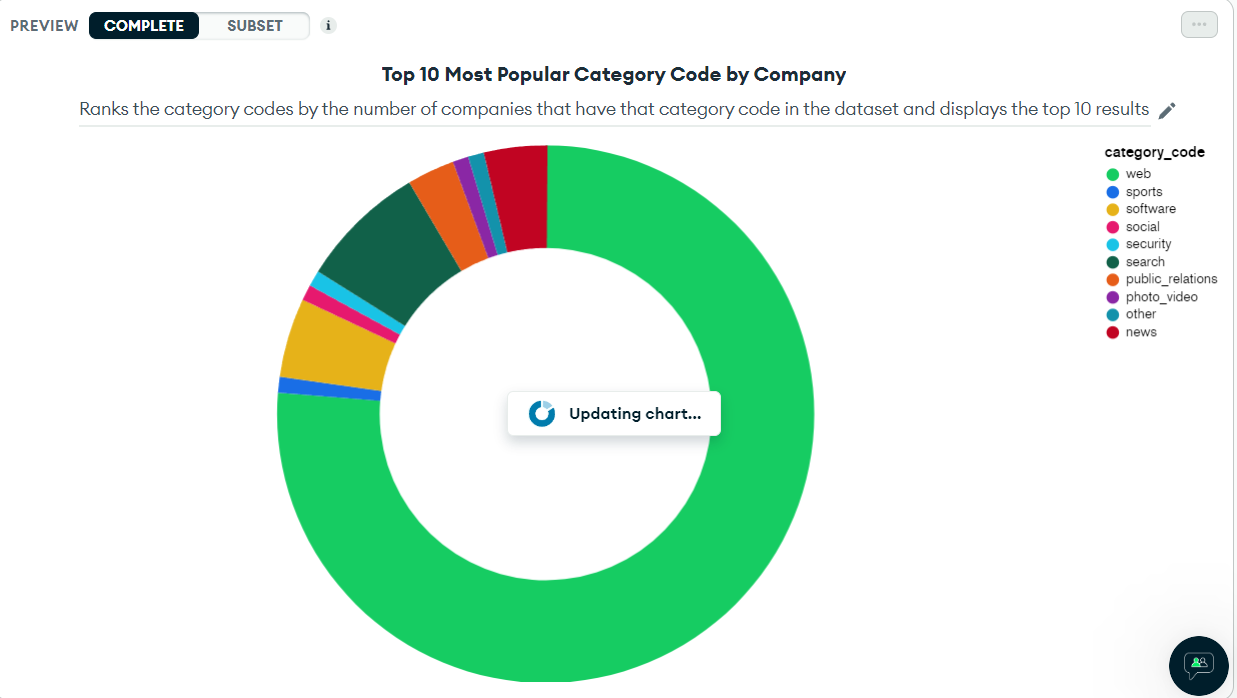 PREVIEW COMPLETE SUBSET i
Top 10 Most Popular Category Code by Company
Ranks the category codes by the number of companies that have that category code in the dataset and displays the top 10 results
category_code
web
sports
software
social
security
search
public_relations
photo_video
other
news
Updating chart...